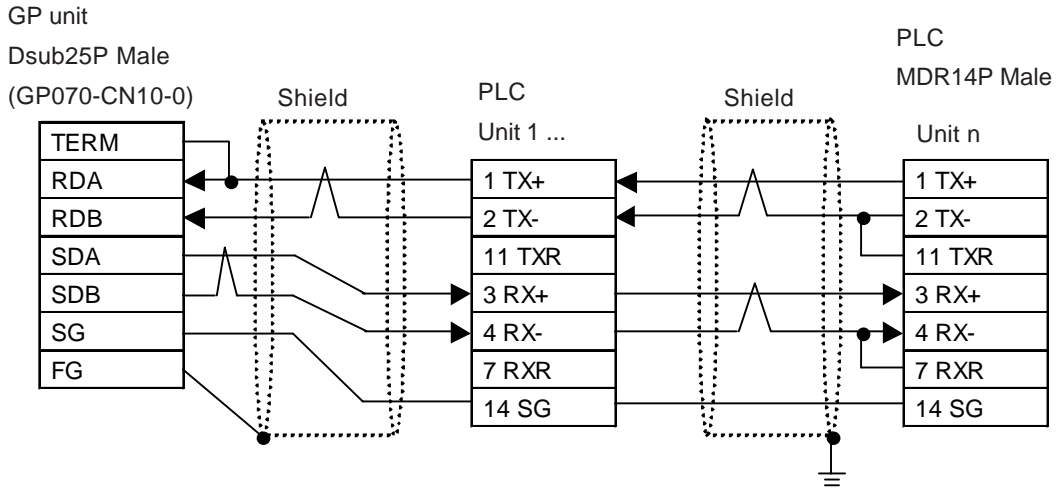 GP unit
Dsub25P Male
(GP070-CN10-0)
TERM
RDA
RDB
SDA
SDB
SG
FG
Shield
PLC
Unit 1 ...
1 TX+
2 TX-
11 TXR
3 RX+
4 RX-
7 RXR
14 SG
Shield
PLC
MDR14P Male
Unit n
1 TX+
2 TX-
11 TXR
3 RX+
4 RX-
7 RXR
14 SG